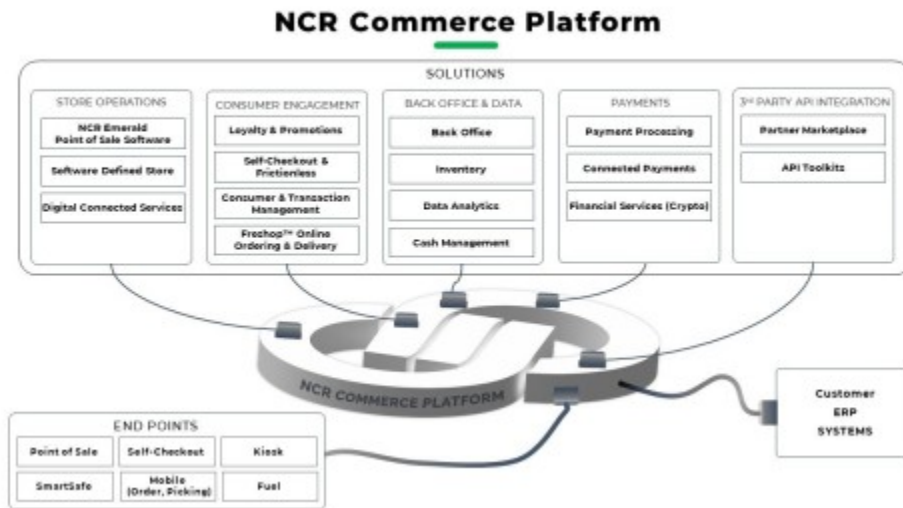 NCR Commerce Platform
SOLUTIONS
STORE OPERATIONS
NCR Emerald
Point of Sale Software
Software Defined Store
Digital Connected Services
CONSUMER ENGAGEMENT
Loyalty & Promotions
Self-Checkout &
Frictionless
Consumer & Transaction
Management
Freshop™ Online
Ordering & Delivery
BACK OFFICE & DATA
Back Office
Inventory
Data Analytics
Cash Management
PAYMENTS
Payment Processing
Connected Payments
Financial Services (Crypto)
3RD PARTY API INTEGRATION
Partner Marketplace
API Toolkits
NCR COMMERCE PLATFORM
Customer
ERP
SYSTEMS
END POINTS
Point of Sale
Self-Checkout
Kiosk
SmartSafe
Mobile
(Order, Picking)
Fuel